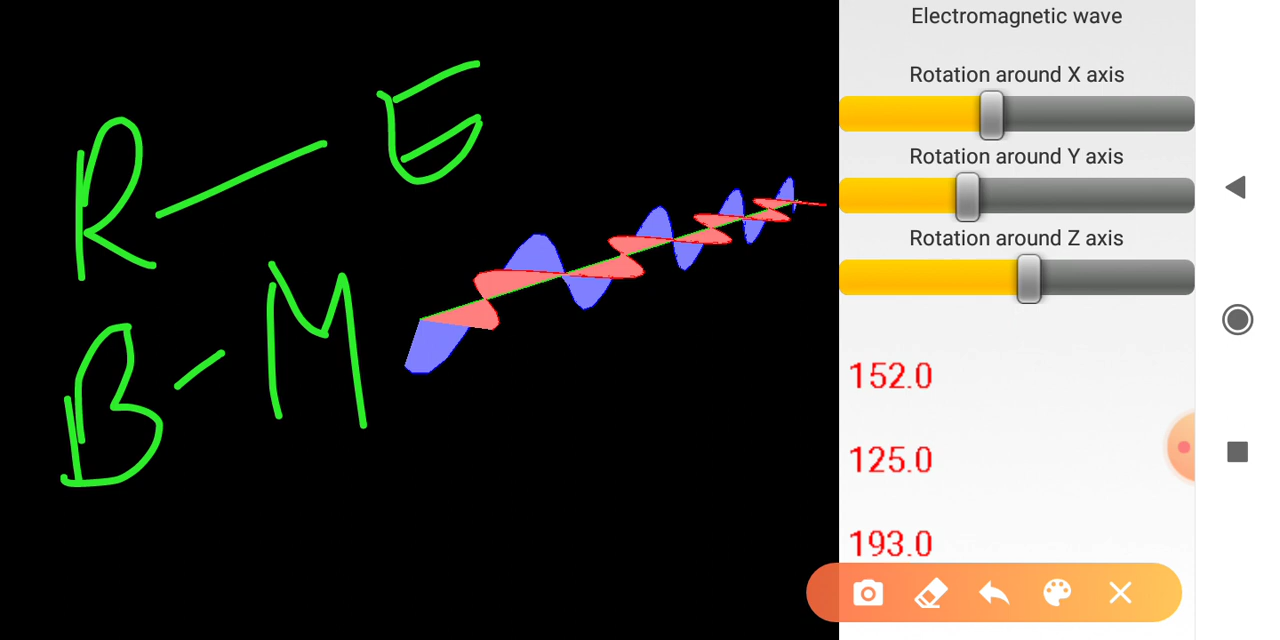 R — E
B - M
Electromagnetic wave
Rotation around X axis
Rotation around Y axis
Rotation around Z axis
152.0
125.0
193.0